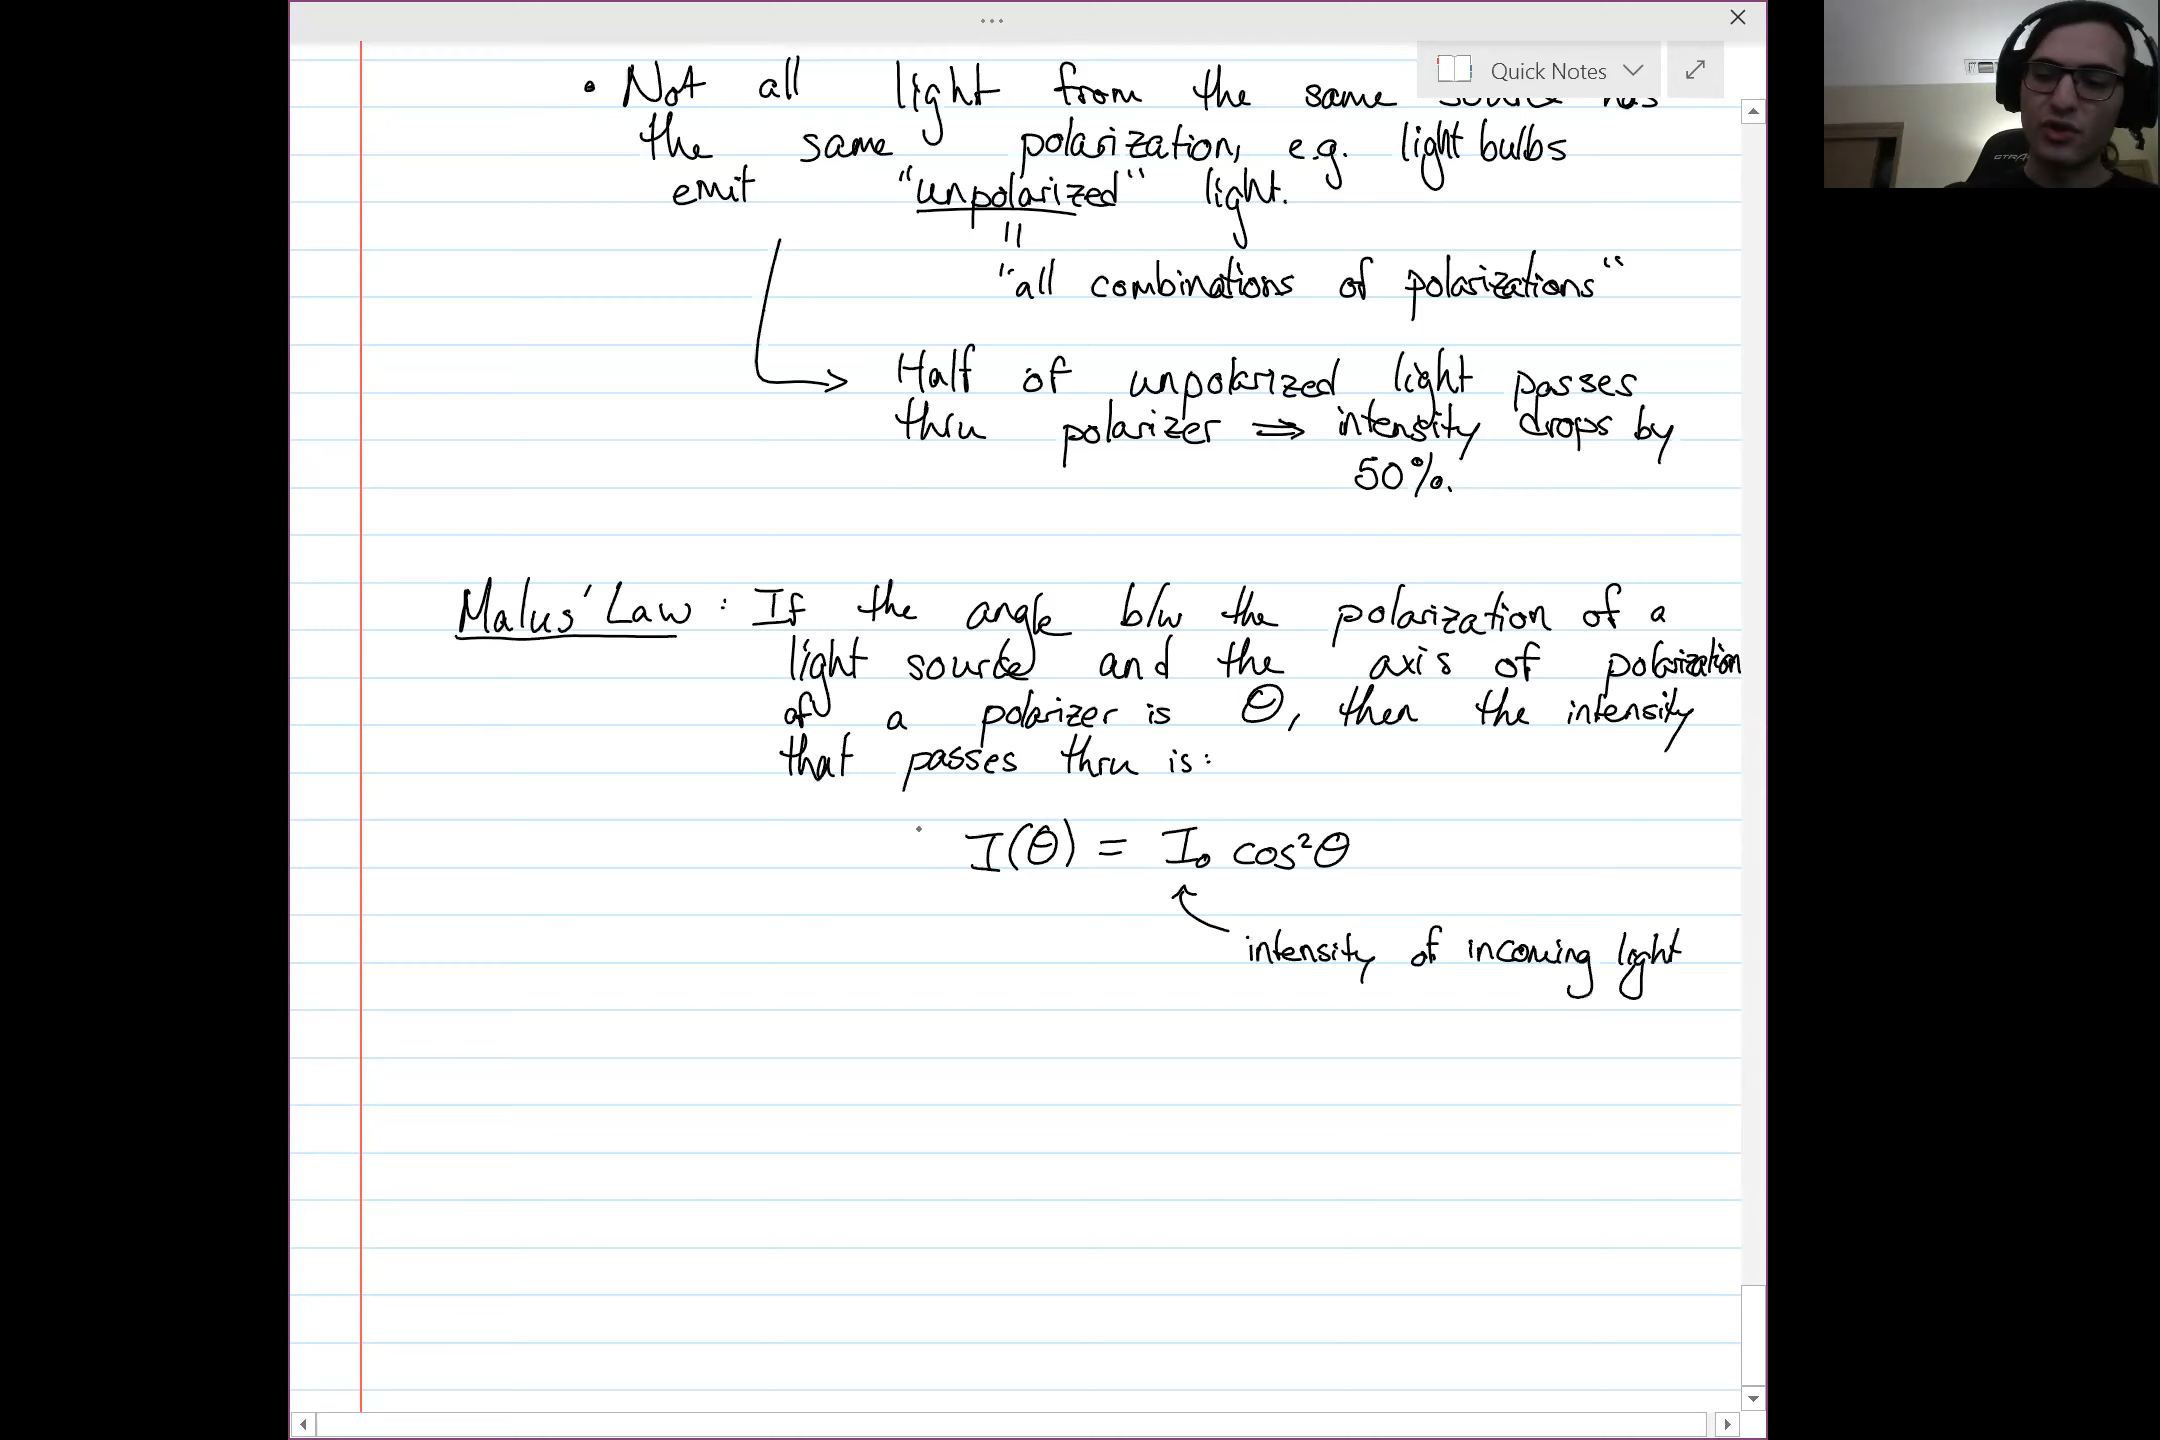 Quick Notes
• Not all light from the same source has
the same polarization, e.g. light bulbs
emit "unpolarized" light.
"all combinations of polarizations"
Half of unpolarized light passes
thru polarizer ⇒ intensity drops by
50%.
Malus' Law : If the angle b/w the polarization of a
light source and the axis of polarization
of a polarizer is θ, then the intensity
that passes thru is:
I(θ) = I₀ cos²θ
intensity of incoming light